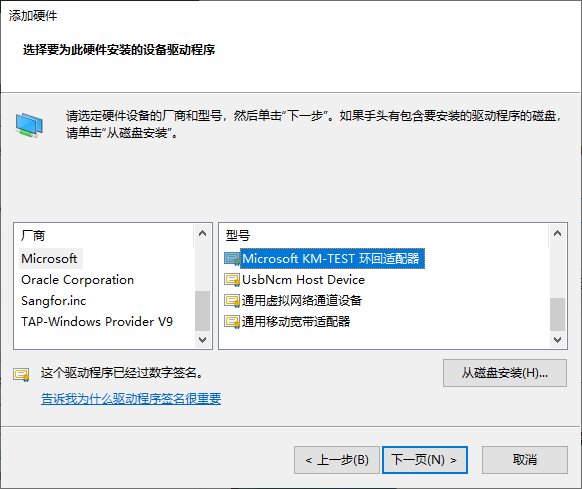 添加硬件
选择要为此硬件安装的设备驱动程序
请选定硬件设备的厂商和型号，然后单击“下一步”。如果手头有包含要安装的驱动程序的磁盘，
请单击“从磁盘安装”。
厂商
Microsoft
Oracle Corporation
Sangfor.inc
TAP-Windows Provider V9
型号
Microsoft KM-TEST 环回适配器
UsbNcm Host Device
通用虚拟网络通道设备
通用移动宽带适配器
这个驱动程序已经过数字签名。
告诉我为什么驱动程序签名很重要
从磁盘安装(H)...
< 上一步(B)
下一页(N) >
取消